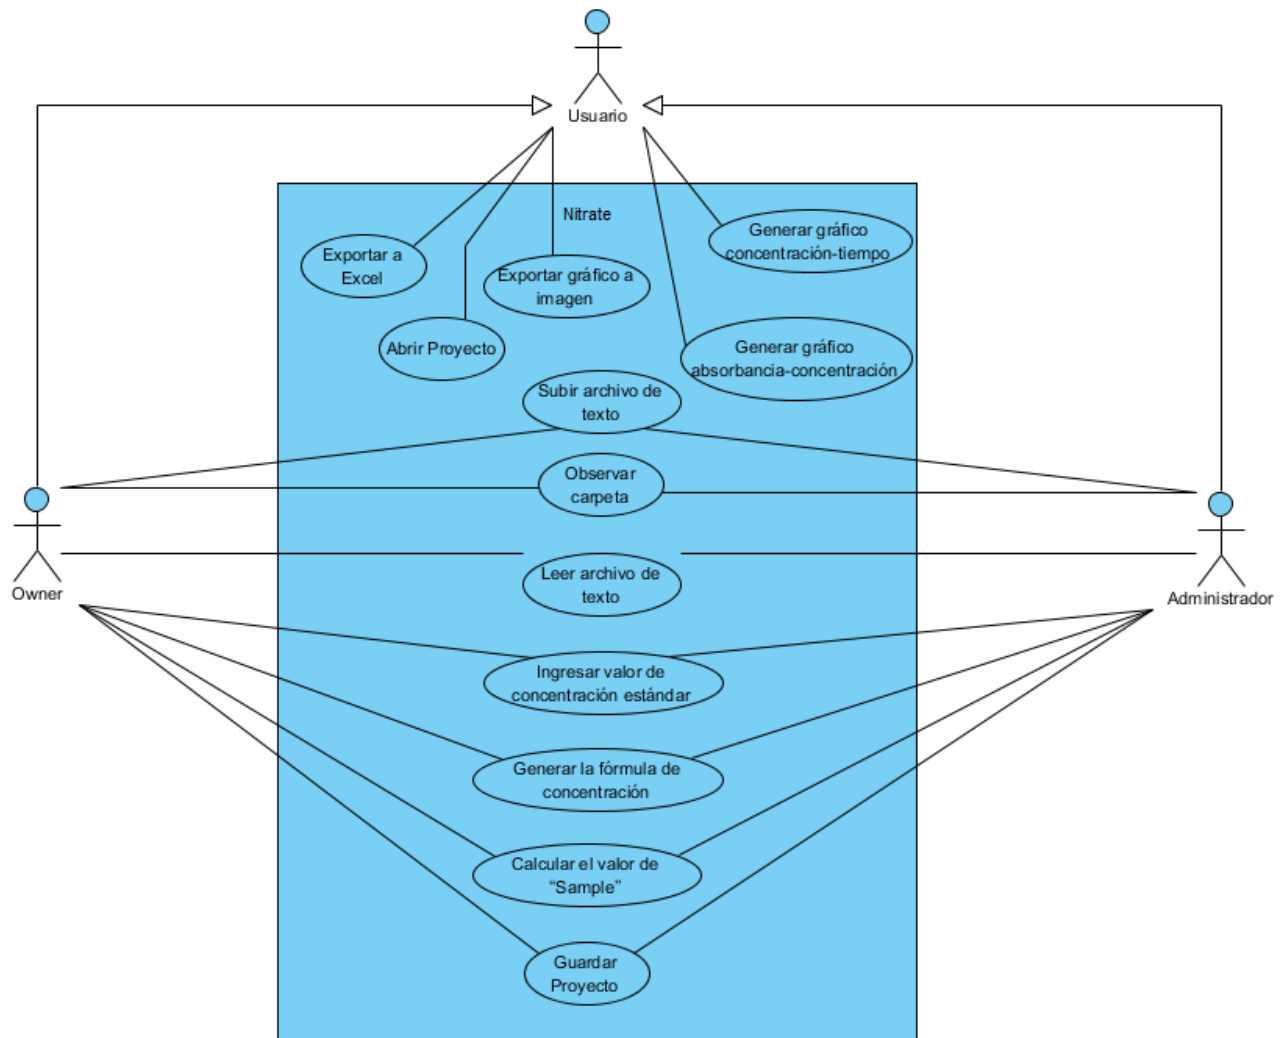 Usuario
Nitrate
Exportar a
Excel
Exportar gráfico a
imagen
Generar gráfico
concentración-tiempo
Abrir Proyecto
Generar gráfico
absorbancia-concentración
Subir archivo de
texto
Observar
carpeta
Owner
Leer archivo de
texto
Administrador
Ingresar valor de
concentración estándar
Generar la fórmula de
concentración
Calcular el valor de
“Sample”
Guardar
Proyecto